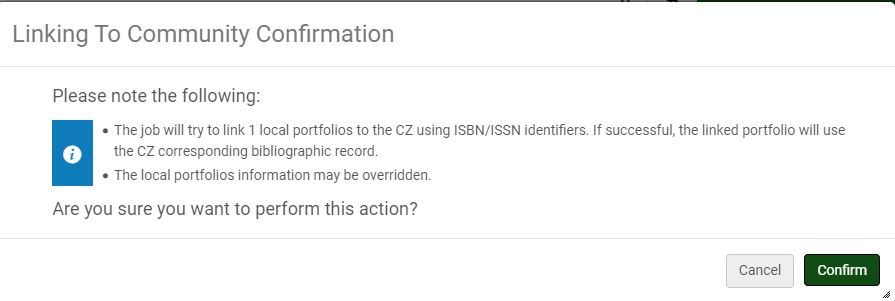 Linking To Community Confirmation
Please note the following:
• The job will try to link 1 local portfolios to the CZ using ISBN/ISSN identifiers. If successful, the linked portfolio will use
the CZ corresponding bibliographic record.
• The local portfolios information may be overridden.
Are you sure you want to perform this action?
Cancel
Confirm